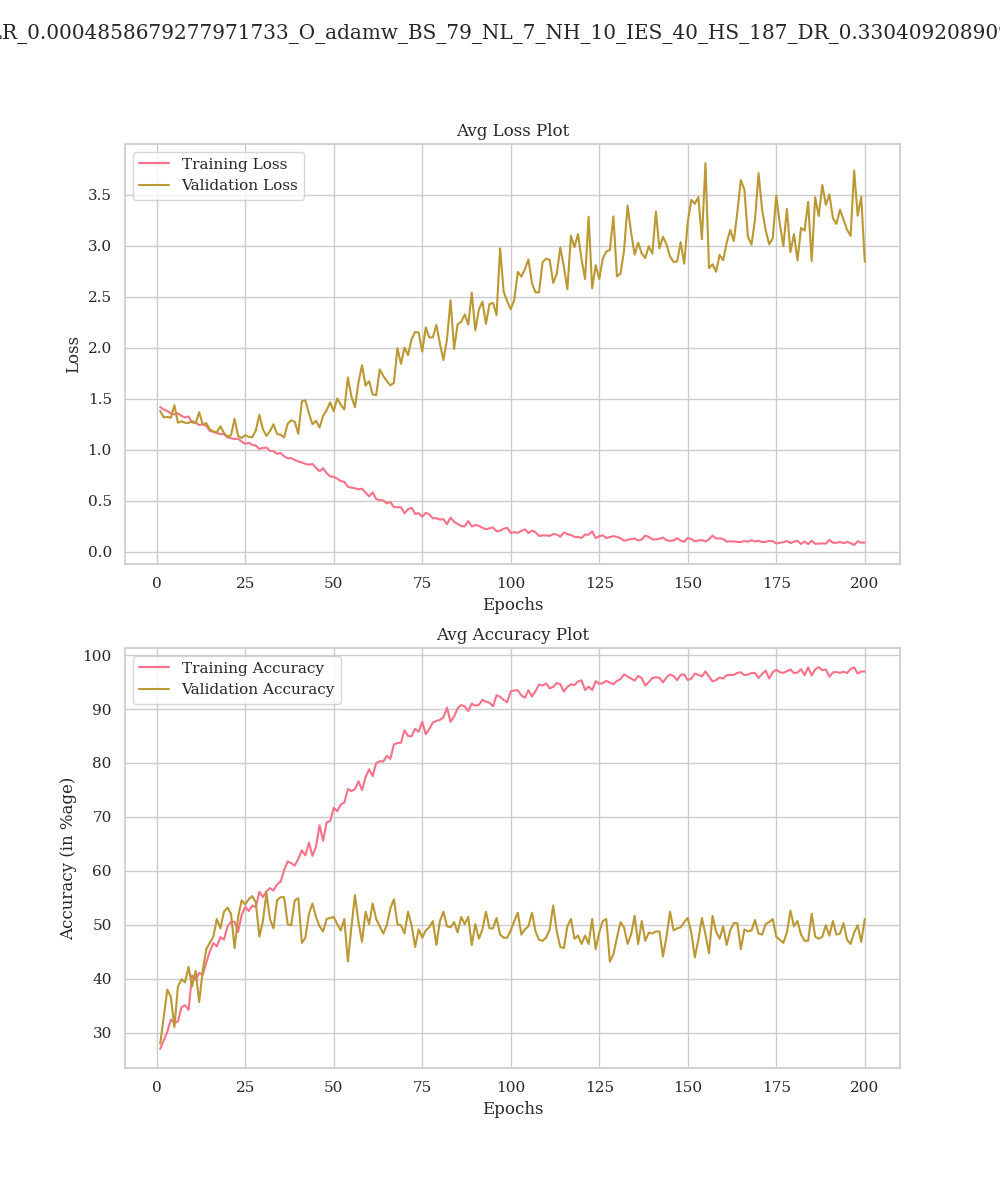 LR_0.0004858679277971733_O_adamw_BS_79_NL_7_NH_10_IES_40_HS_187_DR_0.330409208909
Avg Loss Plot
Training Loss
Validation Loss
3.5
3.0
2.5
2.0
1.5
1.0
0.5
0.0
Loss
0 25 50 75 100 125 150 175 200
Epochs
Avg Accuracy Plot
Training Accuracy
Validation Accuracy
100
90
80
70
60
50
40
30
Accuracy (in %age)
0 25 50 75 100 125 150 175 200
Epochs